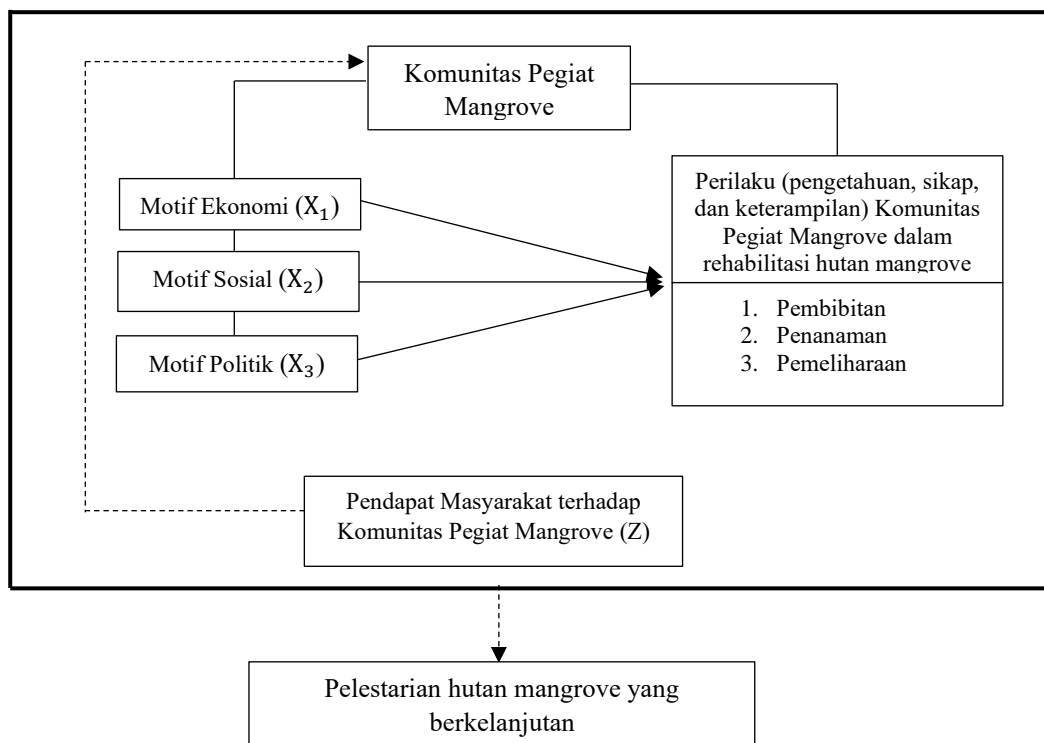 Komunitas Pegiat
Mangrove
Motif Ekonomi (X₁)
Motif Sosial (X₂)
Motif Politik (X₃)
Perilaku (pengetahuan, sikap,
dan keterampilan) Komunitas
Pegiat Mangrove dalam
rehabilitasi hutan mangrove
1. Pembibitan
2. Penanaman
3. Pemeliharaan
Pendapat Masyarakat terhadap
Komunitas Pegiat Mangrove (Z)
Pelestarian hutan mangrove yang
berkelanjutan